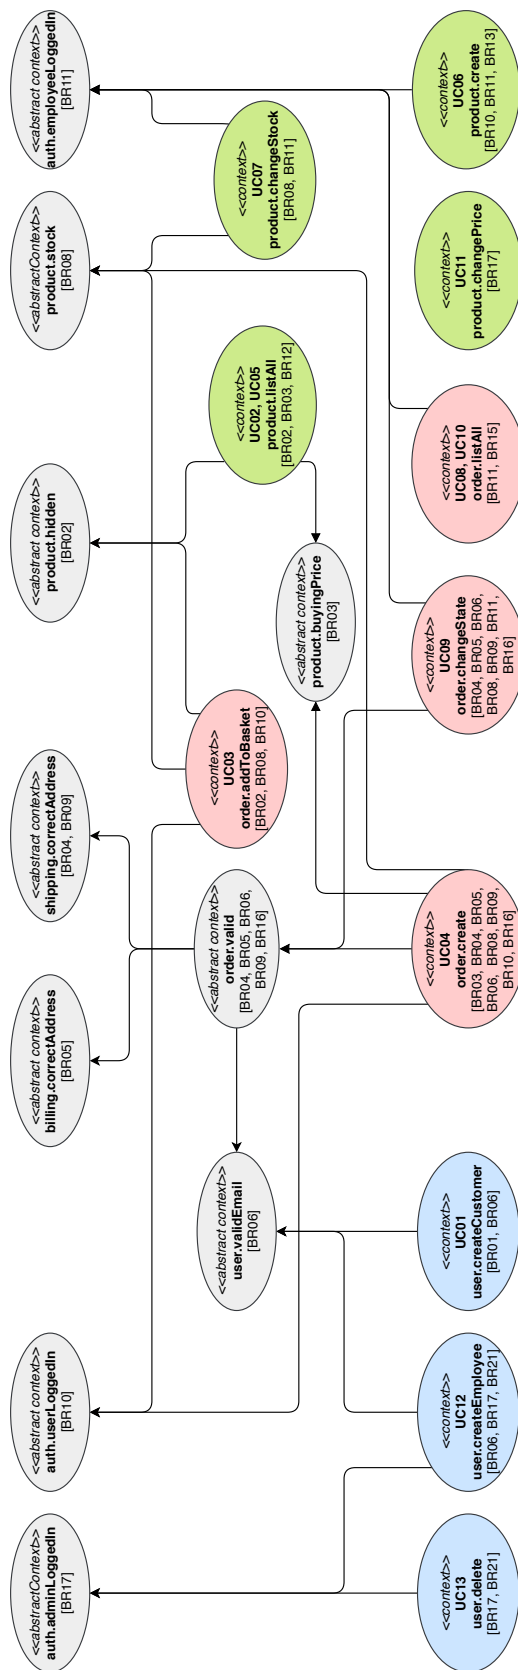 <<abstractContext>>
auth.adminLoggedIn
[BR17]
<<abstract context>>
auth.userLoggedIn
[BR10]
<<abstract context>>
billing.correctAddress
[BR05]
<<abstract context>>
shipping.correctAddress
[BR04, BR09]
<<abstract context>>
product.hidden
[BR02]
<<abstractContext>>
product.stock
[BR08]
<<abstract context>>
auth.employeeLoggedIn
[BR11]
<<abstract context>>
user.validEmail
[BR06]
<<abstract context>>
order.valid
[BR04, BR05, BR06,
BR09, BR16]
<<context>>
UC03
order.addToBasket
[BR02, BR08, BR10]
<<abstract context>>
product.buyingPrice
[BR03]
<<context>>
UC02, UC05
product.listAll
[BR02, BR03, BR12]
<<context>>
UC07
product.changeStock
[BR08, BR11]
<<context>>
UC13
user.delete
[BR17, BR21]
<<context>>
UC12
user.createEmployee
[BR06, BR17, BR21]
<<context>>
UC01
user.createCustomer
[BR01, BR06]
<<context>>
UC04
order.create
[BR03, BR04, BR05,
BR06, BR08, BR09,
BR10, BR16]
<<context>>
UC09
order.changeState
[BR04, BR05, BR06,
BR08, BR09, BR11,
BR16]
<<context>>
UC08, UC10
order.listAll
[BR11, BR15]
<<context>>
UC11
product.changePrice
[BR17]
<<context>>
UC06
product.create
[BR10, BR11, BR13]